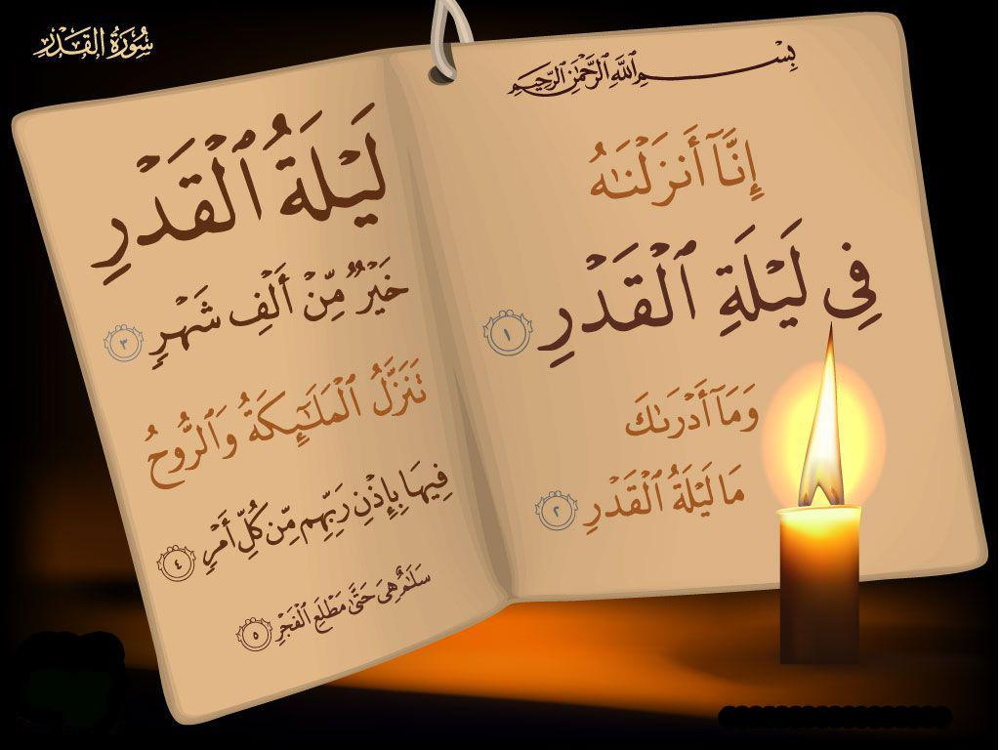 سُورَةُ القَدْرِ
بِسْمِ اللَّهِ الرَّحْمَٰنِ الرَّحِيمِ
إِنَّآ أَنزَلْنَٰهُ
فِى لَيْلَةِ ٱلْقَدْرِ ١
وَمَآ أَدْرَىٰكَ
مَا لَيْلَةُ ٱلْقَدْرِ ٢
لَيْلَةُ ٱلْقَدْرِ
خَيْرٌ مِّنْ أَلْفِ شَهْرٍ ٣
تَنَزَّلُ ٱلْمَلَٰٓئِكَةُ وَٱلرُّوحُ
فِيهَا بِإِذْنِ رَبِّهِم مِّن كُلِّ أَمْرٍ ٤
سَلَٰمٌ هِىَ حَتَّىٰ مَطْلَعِ ٱلْفَجْرِ ٥